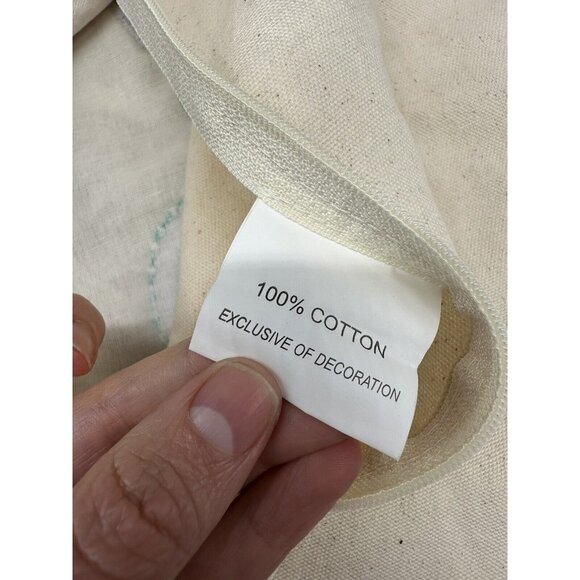 100% COTTON
EXCLUSIVE OF DECORATION